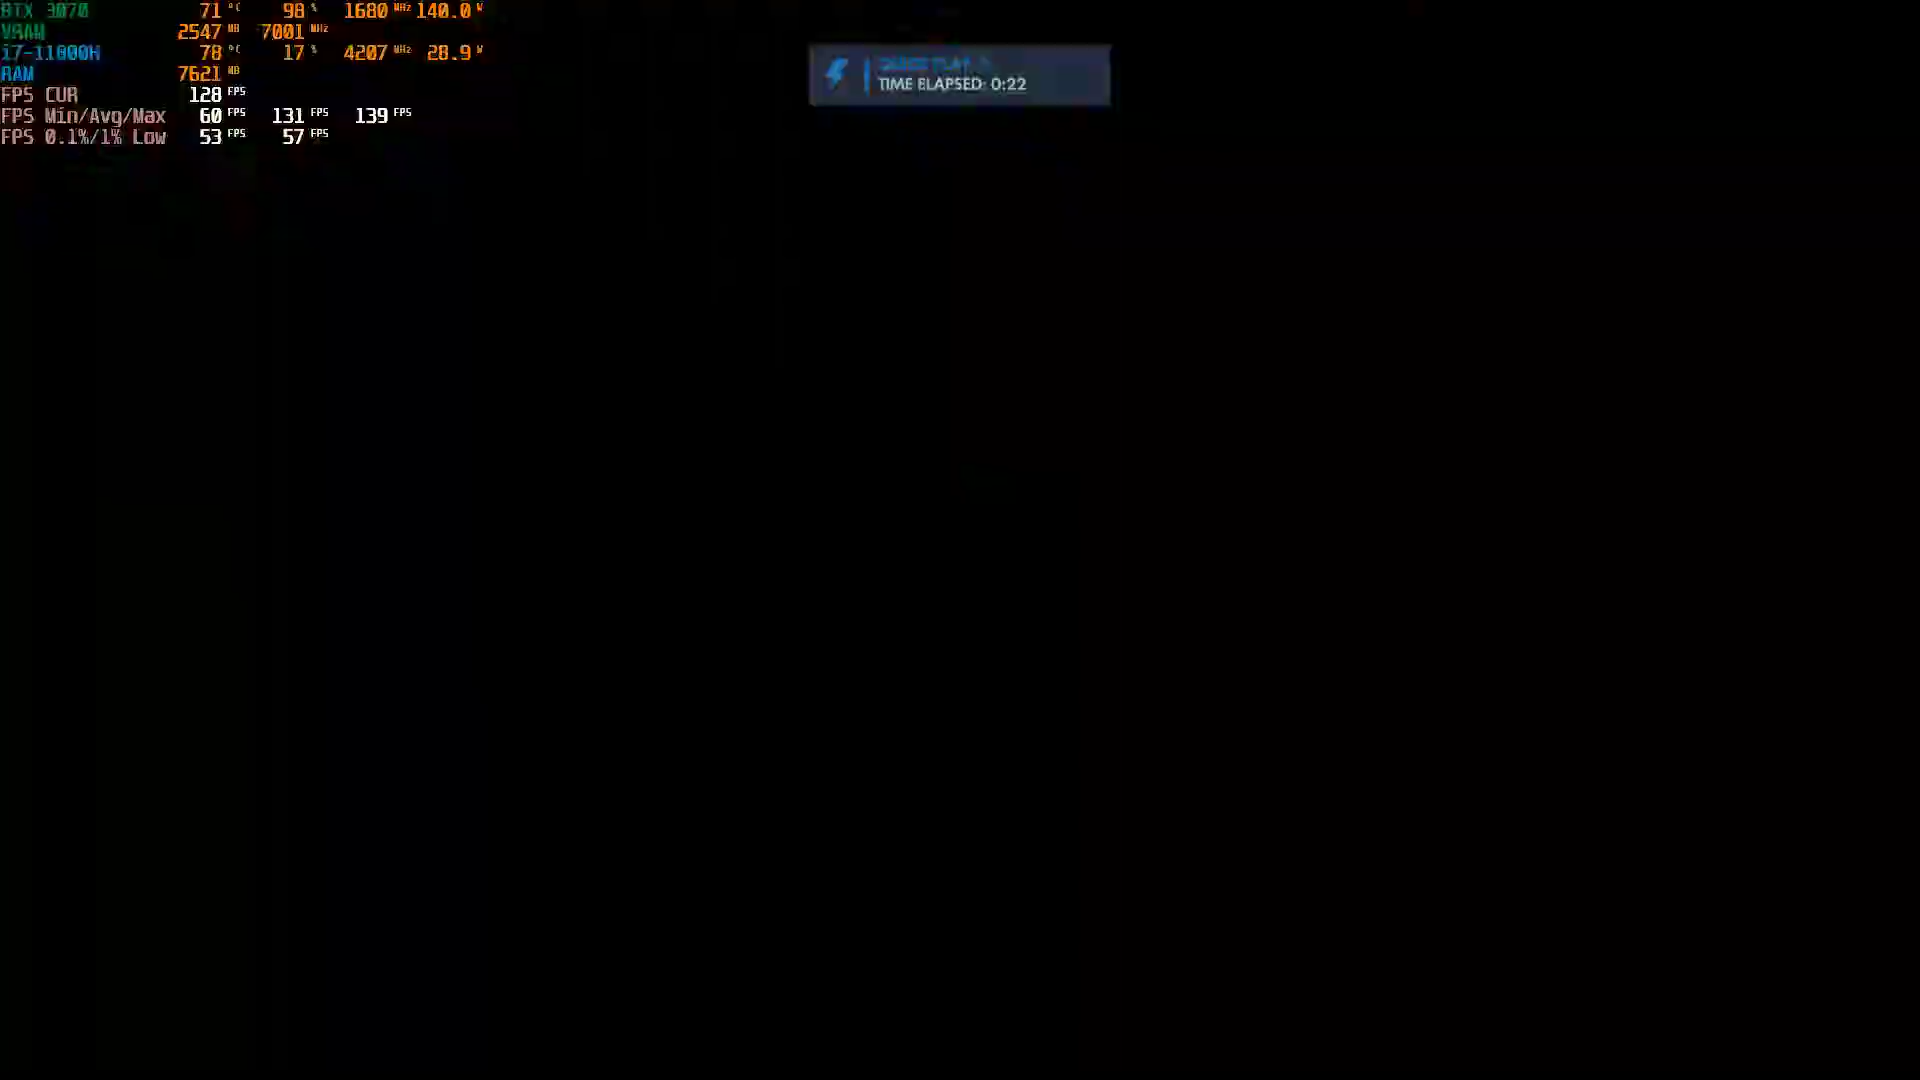 RTX 3070 71 °C 98 % 1680 MHz 140.0 W
VRAM 2547 MB 7001 MHz
i7-11800H 78 °C 17 % 4207 MHz 28.9 W
RAM 7621 MB
FPS CUR 128 FPS
FPS Min/Avg/Max 60 FPS 131 FPS 139 FPS
FPS 0.1%/1% Low 53 FPS 57 FPS
TIME ELAPSED: 0:22